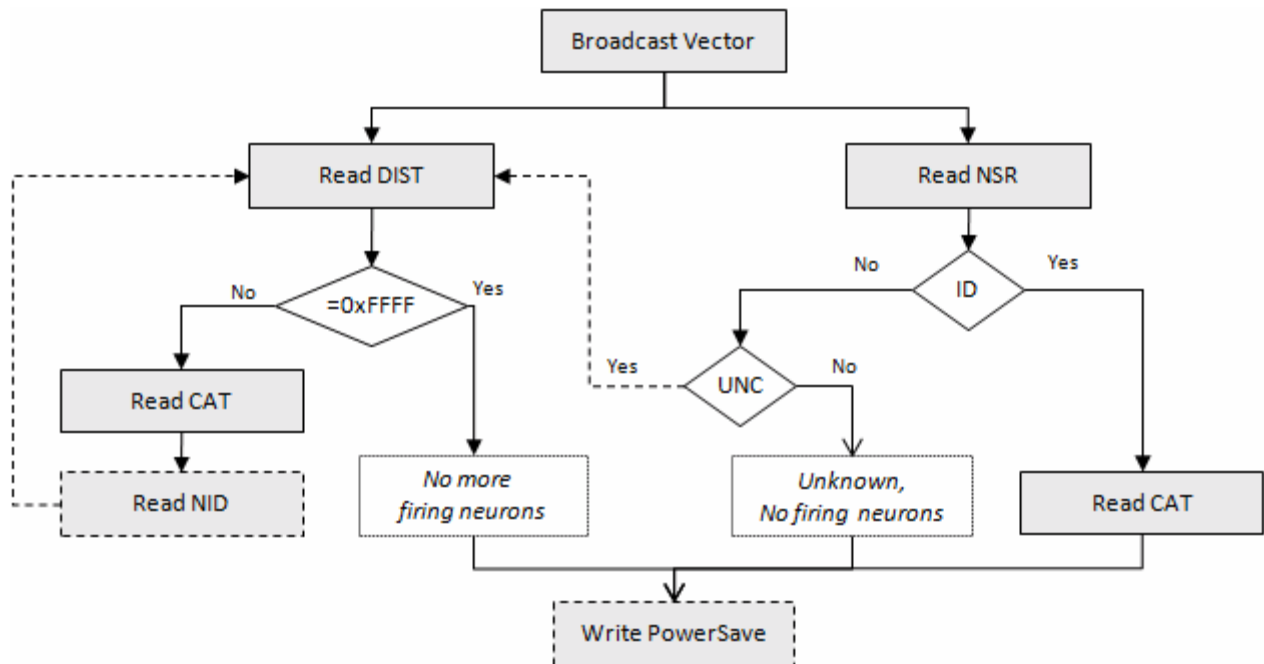 Broadcast Vector
Read DIST
Read NSR
No
Yes
ID
No
=0xFFFF
Yes
Yes
UNC
No
Read CAT
No more
firing neurons
Unknown,
No firing neurons
Read NID
Read CAT
Write PowerSave